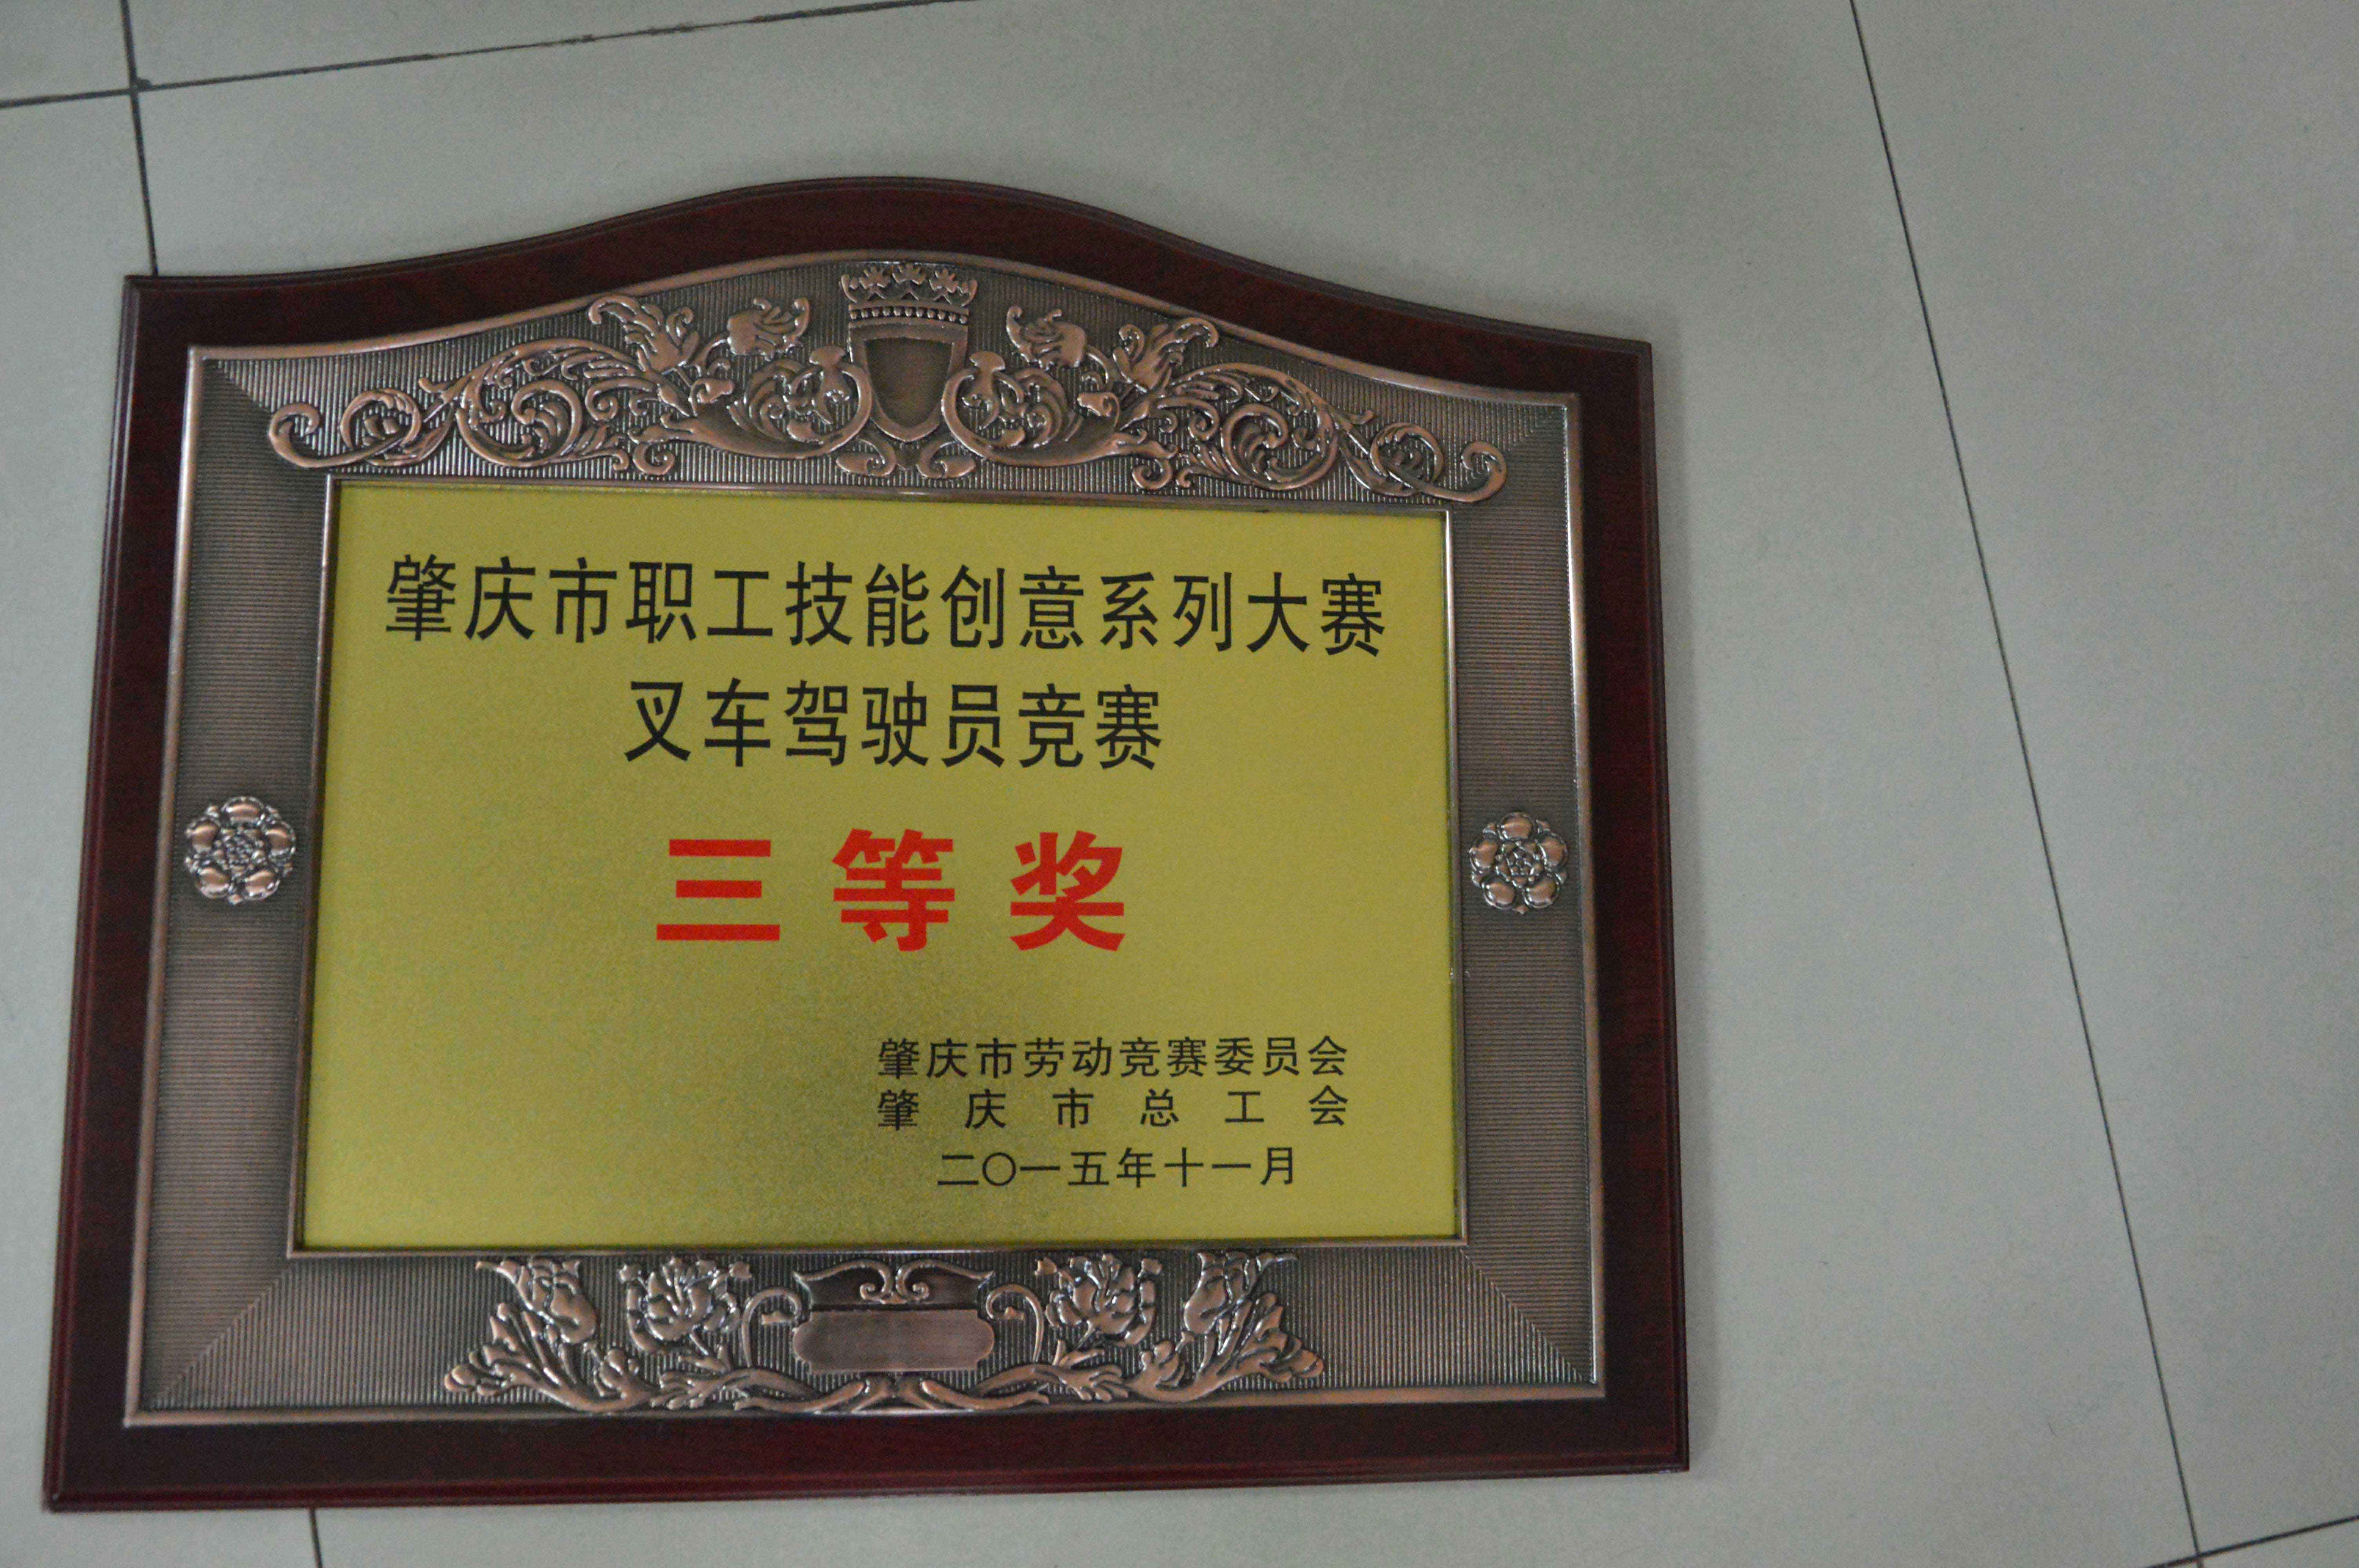 肇庆市职工技能创意系列大赛
叉车驾驶员竞赛
三等奖
肇庆市劳动竞赛委员会
肇庆市总工会
二〇一五年十一月